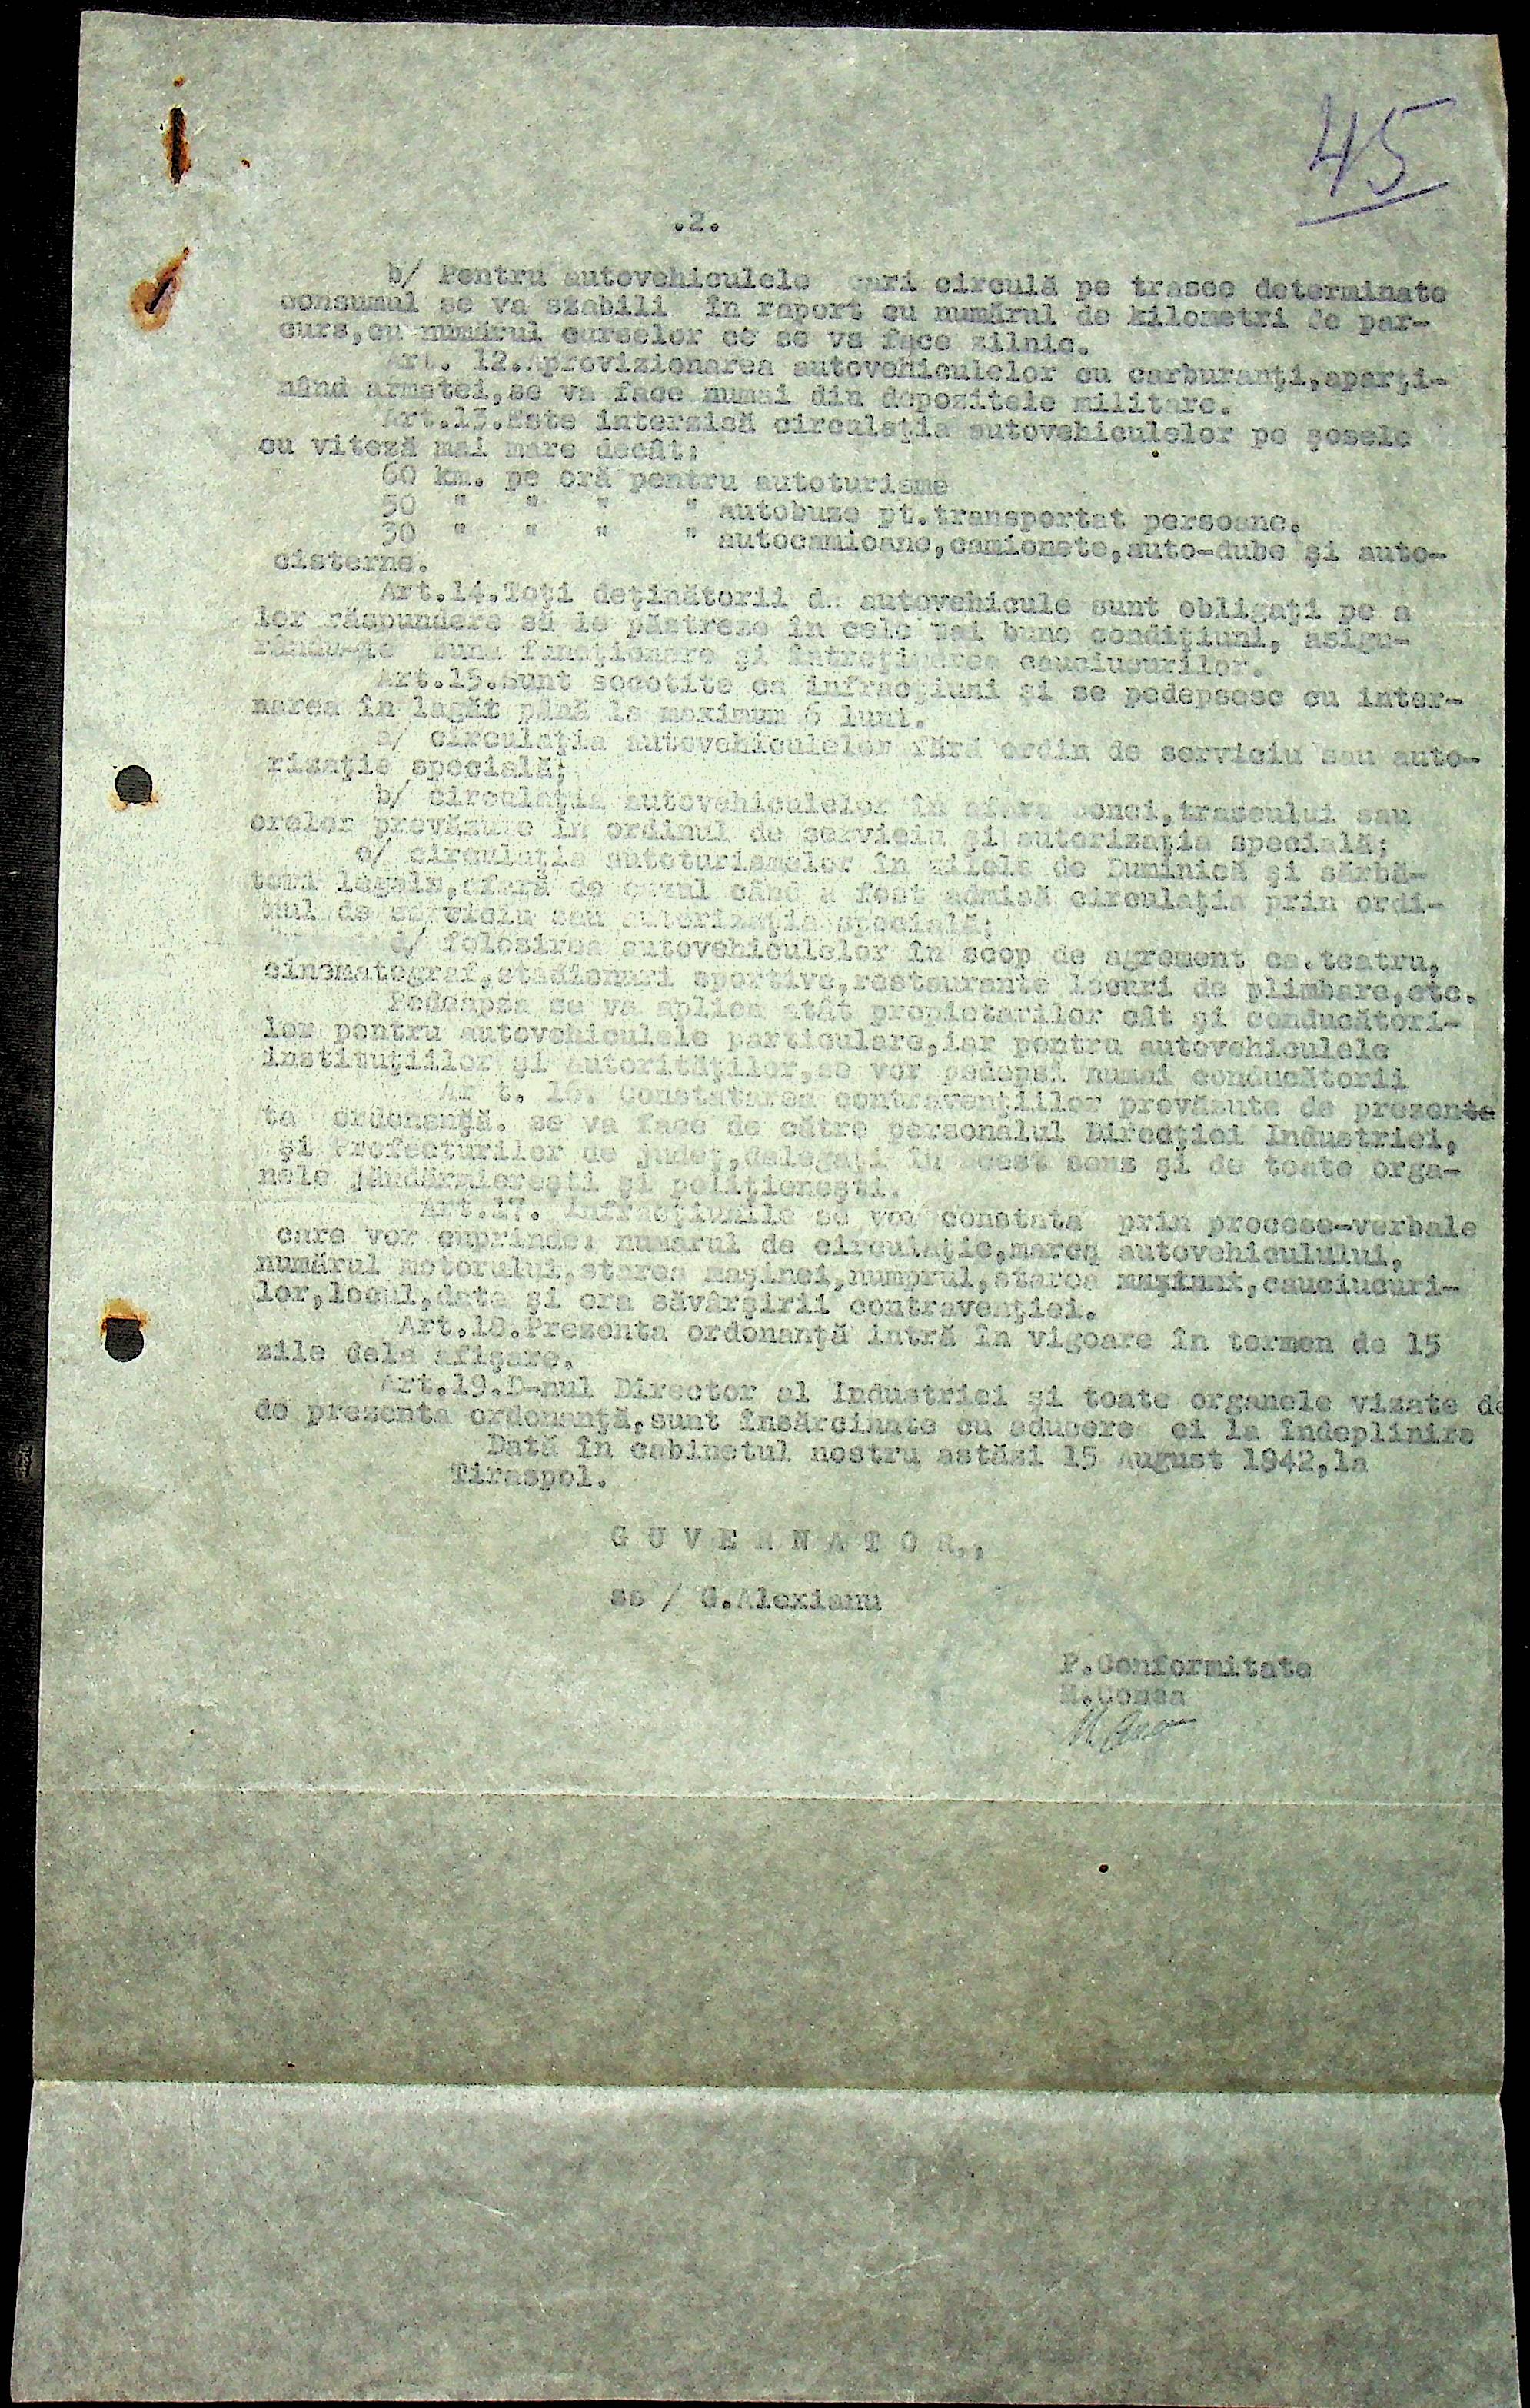 45
.2.
b/ Pentru autovehiculele cari circulă pe trasee determinate
consumul se va stabili în raport cu numărul de kilometri de par-
curs,cu numărul curselor ce se va face zilnic.
Art. 12.Aprovizionarea autovehiculelor cu carburanţi,aparţi-
nând armatei,se va face numai din depozitele militare.
Art.13.Este interzisă circulaţia autovehiculelor pe şosele
cu viteză mai mare decât:
60 km. pe oră pentru autoturisme
50 " " " " autobuze pt.transportat persoane.
30 " " " " autocamioane,camionete,auto-dube şi auto-
cisterne.
Art.14.Toţi deţinătorii de autovehicule sunt obligaţi pe a
lor răspundere să le păstreze în cele mai bune condiţiuni, asigu-
rându-le buna funcţionare şi întreţinerea cauciucurilor.
Art.15.Sunt socotite ca infracţiuni şi se pedepsesc cu inter-
narea în lagăr până la maximum 6 luni.
a/ circulaţia autovehiculelor fără ordin de serviciu sau auto-
rizaţie specială;
b/ circulaţia autovehiculelor în afara zonei,traseului sau
orelor prevăzute în ordinul de serviciu şi autorizaţia specială;
c/ circulaţia autoturismelor în zilele de Duminică şi sărbă-
tori legale,afară de cazul când a fost admisă circulaţia prin ordi-
nul de serviciu sau autorizaţia specială;
d/ folosirea autovehiculelor în scop de agrement ca.teatru,
cinematograf,stadionuri sportive,restaurante locuri de plimbare,etc.
Pedeapsa se va aplica atât propietarilor cât şi conducători-
lor pentru autovehiculele particulare,iar pentru autovehiculele
instituţiilor şi Autorităţilor,se vor pedepsi numai conducătorii
Ar t. 16. Constatarea contravenţiilor prevăzute de prezente
ta ordonanţă. se va face de către personalul Direcţiei Industriei,
şi Prefecturilor de judeţ,delegaţi în acest sens şi de toate orga-
nele jăndărmiereşti şi poliţieneşti.
Art.17. Infracţiunile se vor constata prin procese-verbale
care vor cuprinde: numărul de circulaţie,marca autovehiculului,
numărul motorului,starea maşinei,numprul,starea maşinat,cauciucuri-
lor,locul,data şi ora săvârşirii contravenţiei.
Art.18.Prezenta ordonanţă intră în vigoare în termen de 15
zile dela afişare.
Art.19.D-nul Director al Industriei şi toate organele vizate de
de prezenta ordonanţă,sunt însărcinate cu aducerea ei la îndeplinire
Dată în cabinetul nostru astăzi 15 August 1942,la
Tiraspol.
G U V E R N A T O R,,
ss / G.Alexianu
P.Conformitate